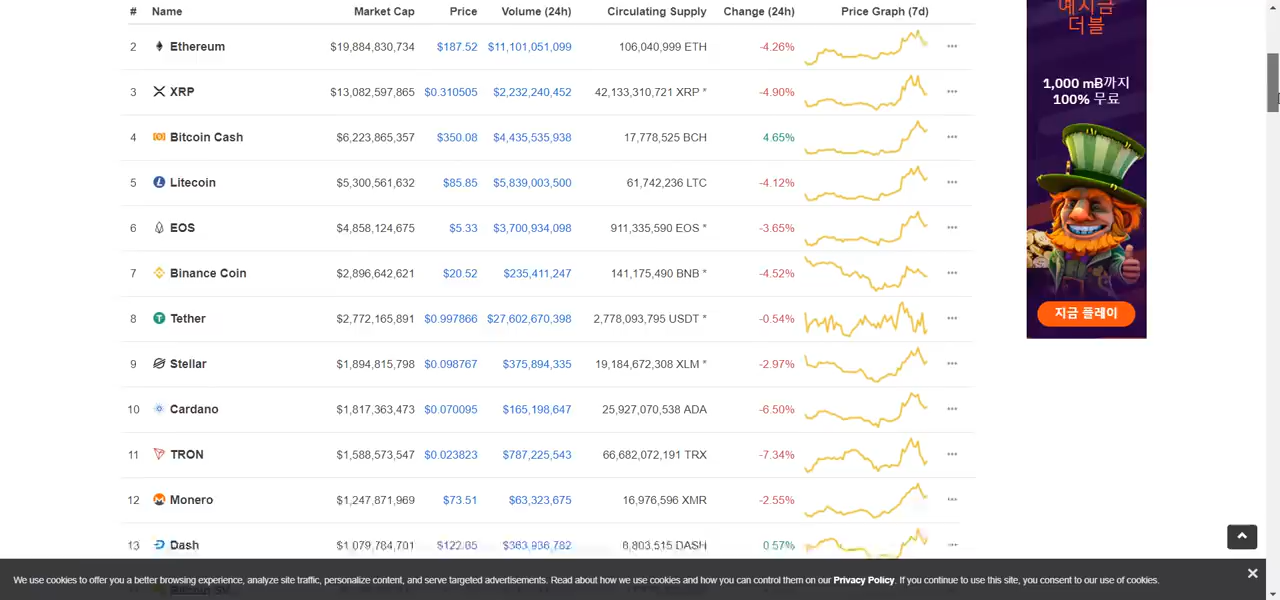 # Name Market Cap Price Volume (24h) Circulating Supply Change (24h) Price Graph (7d)
2 Ethereum $19,884,830,734 $187.52 $11,101,051,099 106,040,999 ETH -4.26%
3 XRP $13,082,597,863 $0.310505 $2,232,240,452 42,133,310,721 XRP * -4.90%
4 Bitcoin Cash $6,223,865,357 $350.08 $4,435,535,938 17,778,525 BCH 4.65%
5 Litecoin $5,300,561,632 $85.85 $5,839,003,500 61,742,236 LTC -4.12%
6 EOS $4,858,124,675 $5.33 $3,700,934,098 911,335,590 EOS * -3.65%
7 Binance Coin $2,896,642,621 $20.52 $235,411,247 141,175,490 BNB * -4.52%
8 Tether $0.997866 $27,602,670,398 2,778,093,795 USDT * -0.54%
9 Stellar $1,894,815,798 $0.098767 $375,894,335 19,184,672,308 XLM * -2.97%
10 Cardano $1,817,363,473 $0.070095 $165,198,647 25,927,070,538 ADA -6.50%
11 TRON $1,588,573,547 $0.023823 $787,225,543 66,682,072,191 TRX -7.34%
12 Monero $1,247,871,969 $73.51 $63,323,675 16,976,596 XMR -2.55%
13 Dash $1,079,784,701 $122.65 $363,936,782 8,803,515 DASH 0.57%
예치금
더블
1,000 mɃ까지
100% 무료
지금 플레이
We use cookies to offer you a better browsing experience, analyze site traffic, personalize content, and serve targeted advertisements. Read about how we use cookies and how you can control them on our Privacy Policy. If you continue to use this site, you consent to our use of cookies.